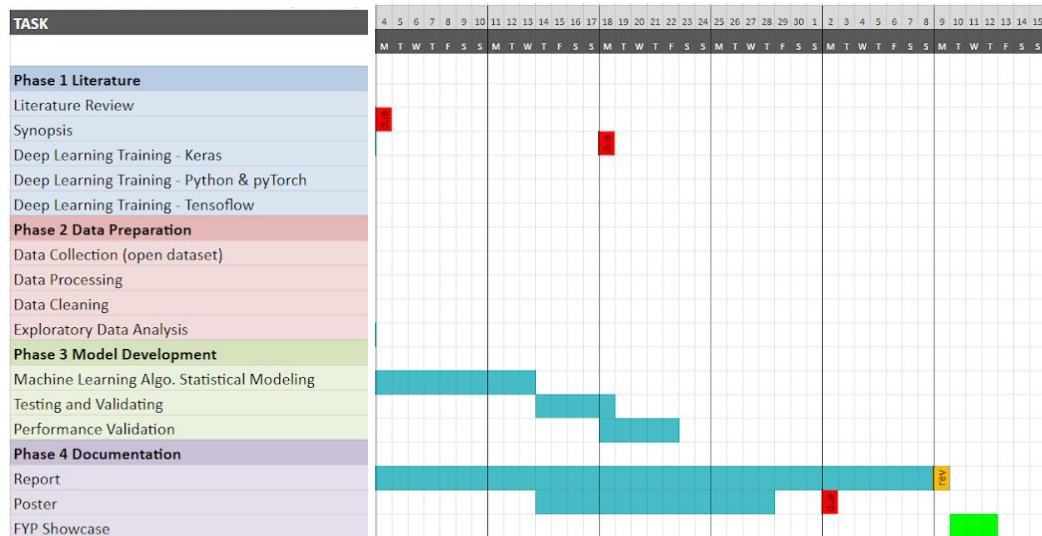 TASK
4 5 6 7 8 9 10 11 12 13 14 15 16 17 18 19 20 21 22 23 24 25 26 27 28 29 30 1 2 3 4 5 6 7 8 9 10 11 12 13 14 15
M T W T F S S M T W T F S S M T W T F S S M T W T F S S M T W T F S S M T W T F S S
Phase 1 Literature
Literature Review
Synopsis due
Deep Learning Training - Keras due
Deep Learning Training - Python & pyTorch
Deep Learning Training - Tensoflow
Phase 2 Data Preparation
Data Collection (open dataset)
Data Processing
Data Cleaning
Exploratory Data Analysis
Phase 3 Model Development
Machine Learning Algo. Statistical Modeling
Testing and Validating
Performance Validation
Phase 4 Documentation
Report rev
Poster due
FYP Showcase